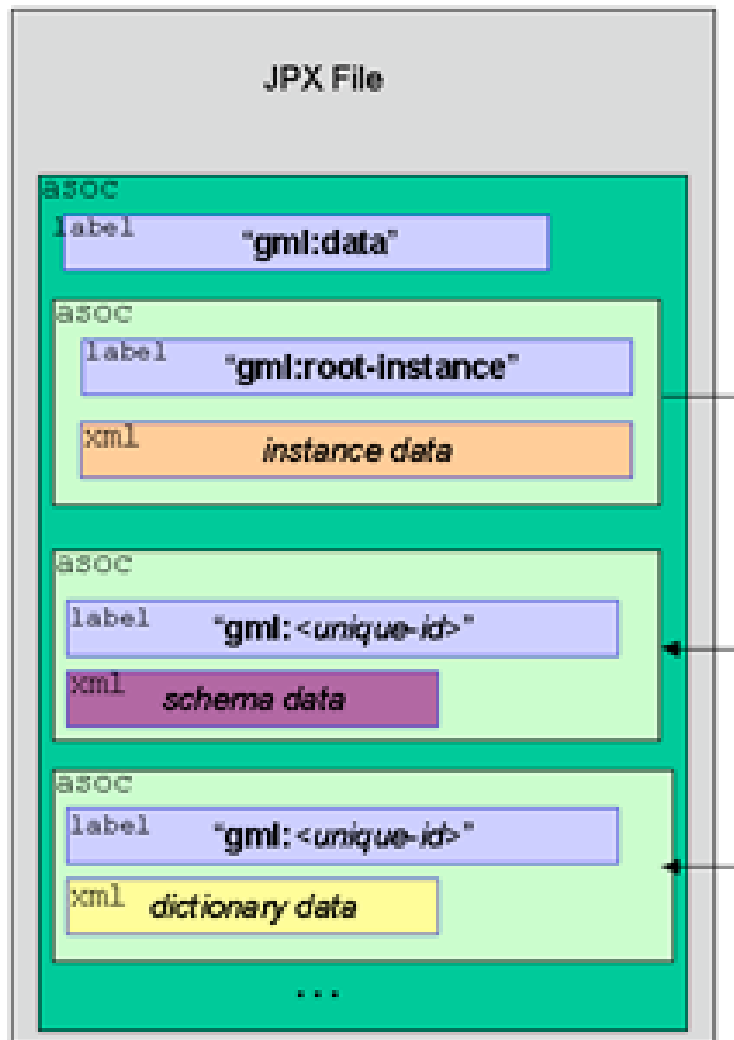 JPX File
asoc
label
"gml:data"
asoc
label
"gml:root-instance"
xml
instance data
asoc
label
"gml:<unique-id>"
xml
schema data
asoc
label
"gml:<unique-id>"
xml
dictionary data
...